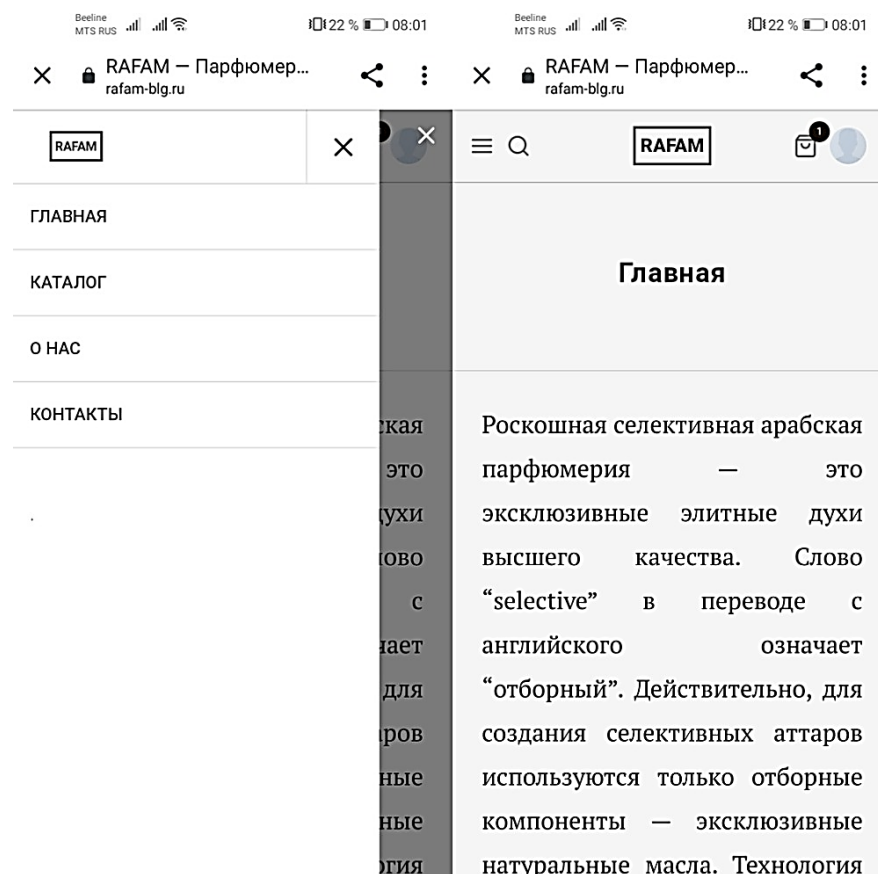 Beeline
MTS RUS
22 % 08:01
RAFAM — Парфюмер...
rafam-blg.ru
RAFAM
ГЛАВНАЯ
КАТАЛОГ
О НАС
КОНТАКТЫ
.
это
с
для
Beeline
MTS RUS
22 % 08:01
RAFAM — Парфюмер...
rafam-blg.ru
RAFAM
1
Главная
Роскошная селективная арабская
парфюмерия — это
эксклюзивные элитные духи
высшего качества. Слово
“selective” в переводе с
английского означает
“отборный”. Действительно, для
создания селективных аттаров
используются только отборные
компоненты — эксклюзивные
натуральные масла. Технология